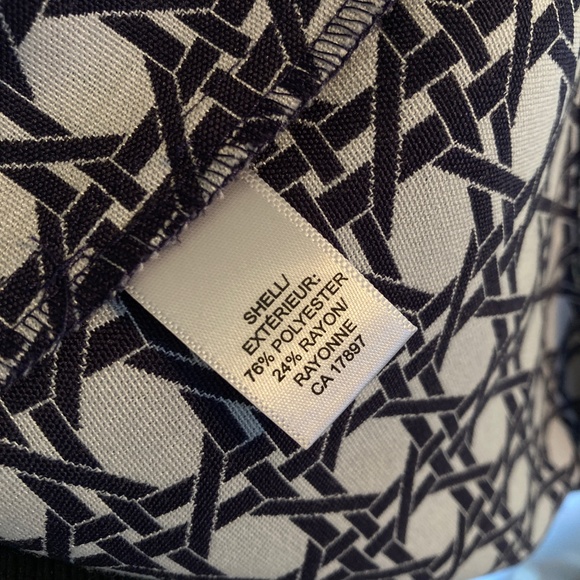 SHELL/
EXTÉRIEUR:
76% POLYESTER
24% RAYON/
RAYONNE
CA 17897